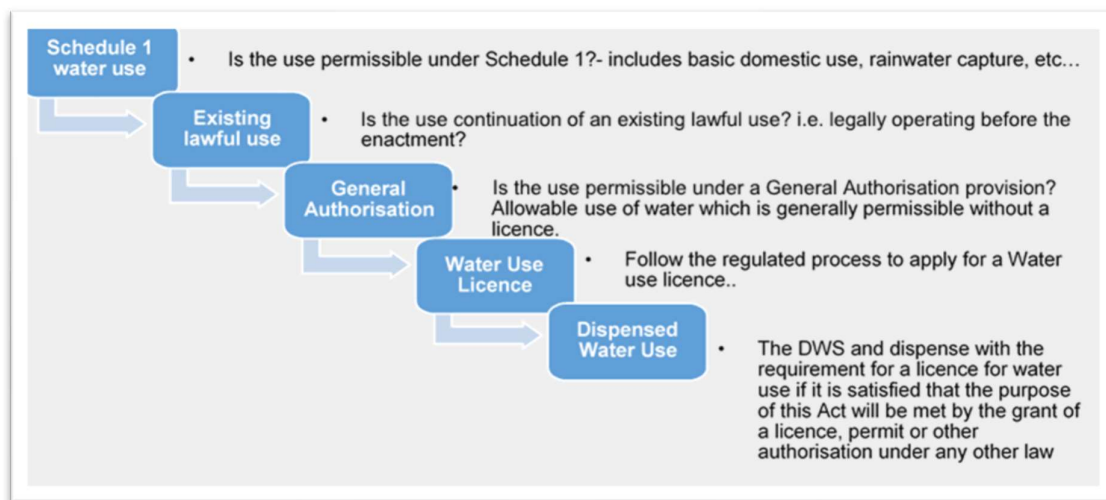 Schedule 1
water use
• Is the use permissible under Schedule 1?- includes basic domestic use, rainwater capture, etc…
Existing
lawful use
• Is the use continuation of an existing lawful use? i.e. legally operating before the
enactment?
General
Authorisation
• Is the use permissible under a General Authorisation provision?
Allowable use of water which is generally permissible without a
licence.
Water Use
Licence
• Follow the regulated process to apply for a Water
use licence..
Dispensed
Water Use
• The DWS and dispense with the
requirement for a licence for water
use if it is satisfied that the purpose
of this Act will be met by the grant of
a licence, permit or other
authorisation under any other law